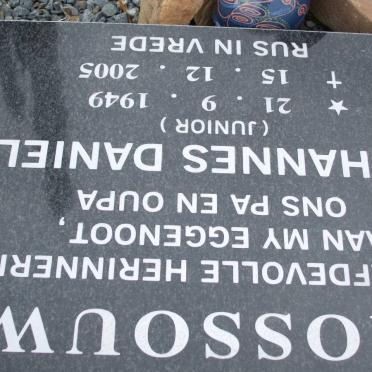 OSSOUW
FDEVOLLE HERINNERI
AAN MY EGGENOOT,
ONS PA EN OUPA
HANNES DANIEL
( JUNIOR )
★ 21 . 9 . 1949
✝ 15 . 12 . 2005
RUS IN VREDE